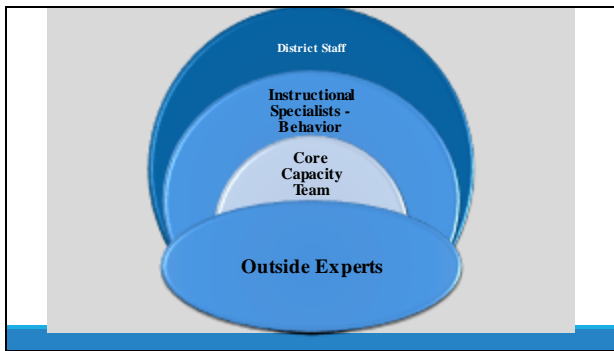 District Staff
Instructional
Specialists -
Behavior
Core
Capacity
Team
Outside Experts